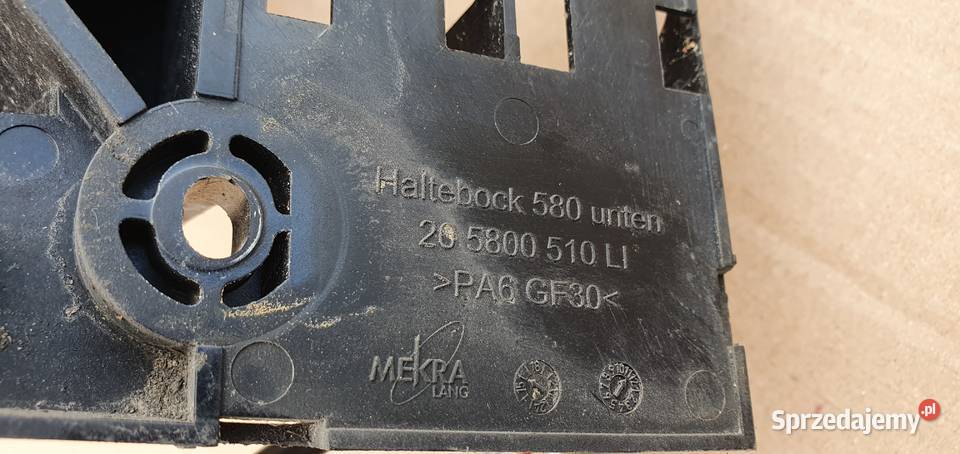 Haltebock 580 unten
20 5800 510 LI
>PA6 GF30<
MEKRA
LANG
Sprzedajemy.pl